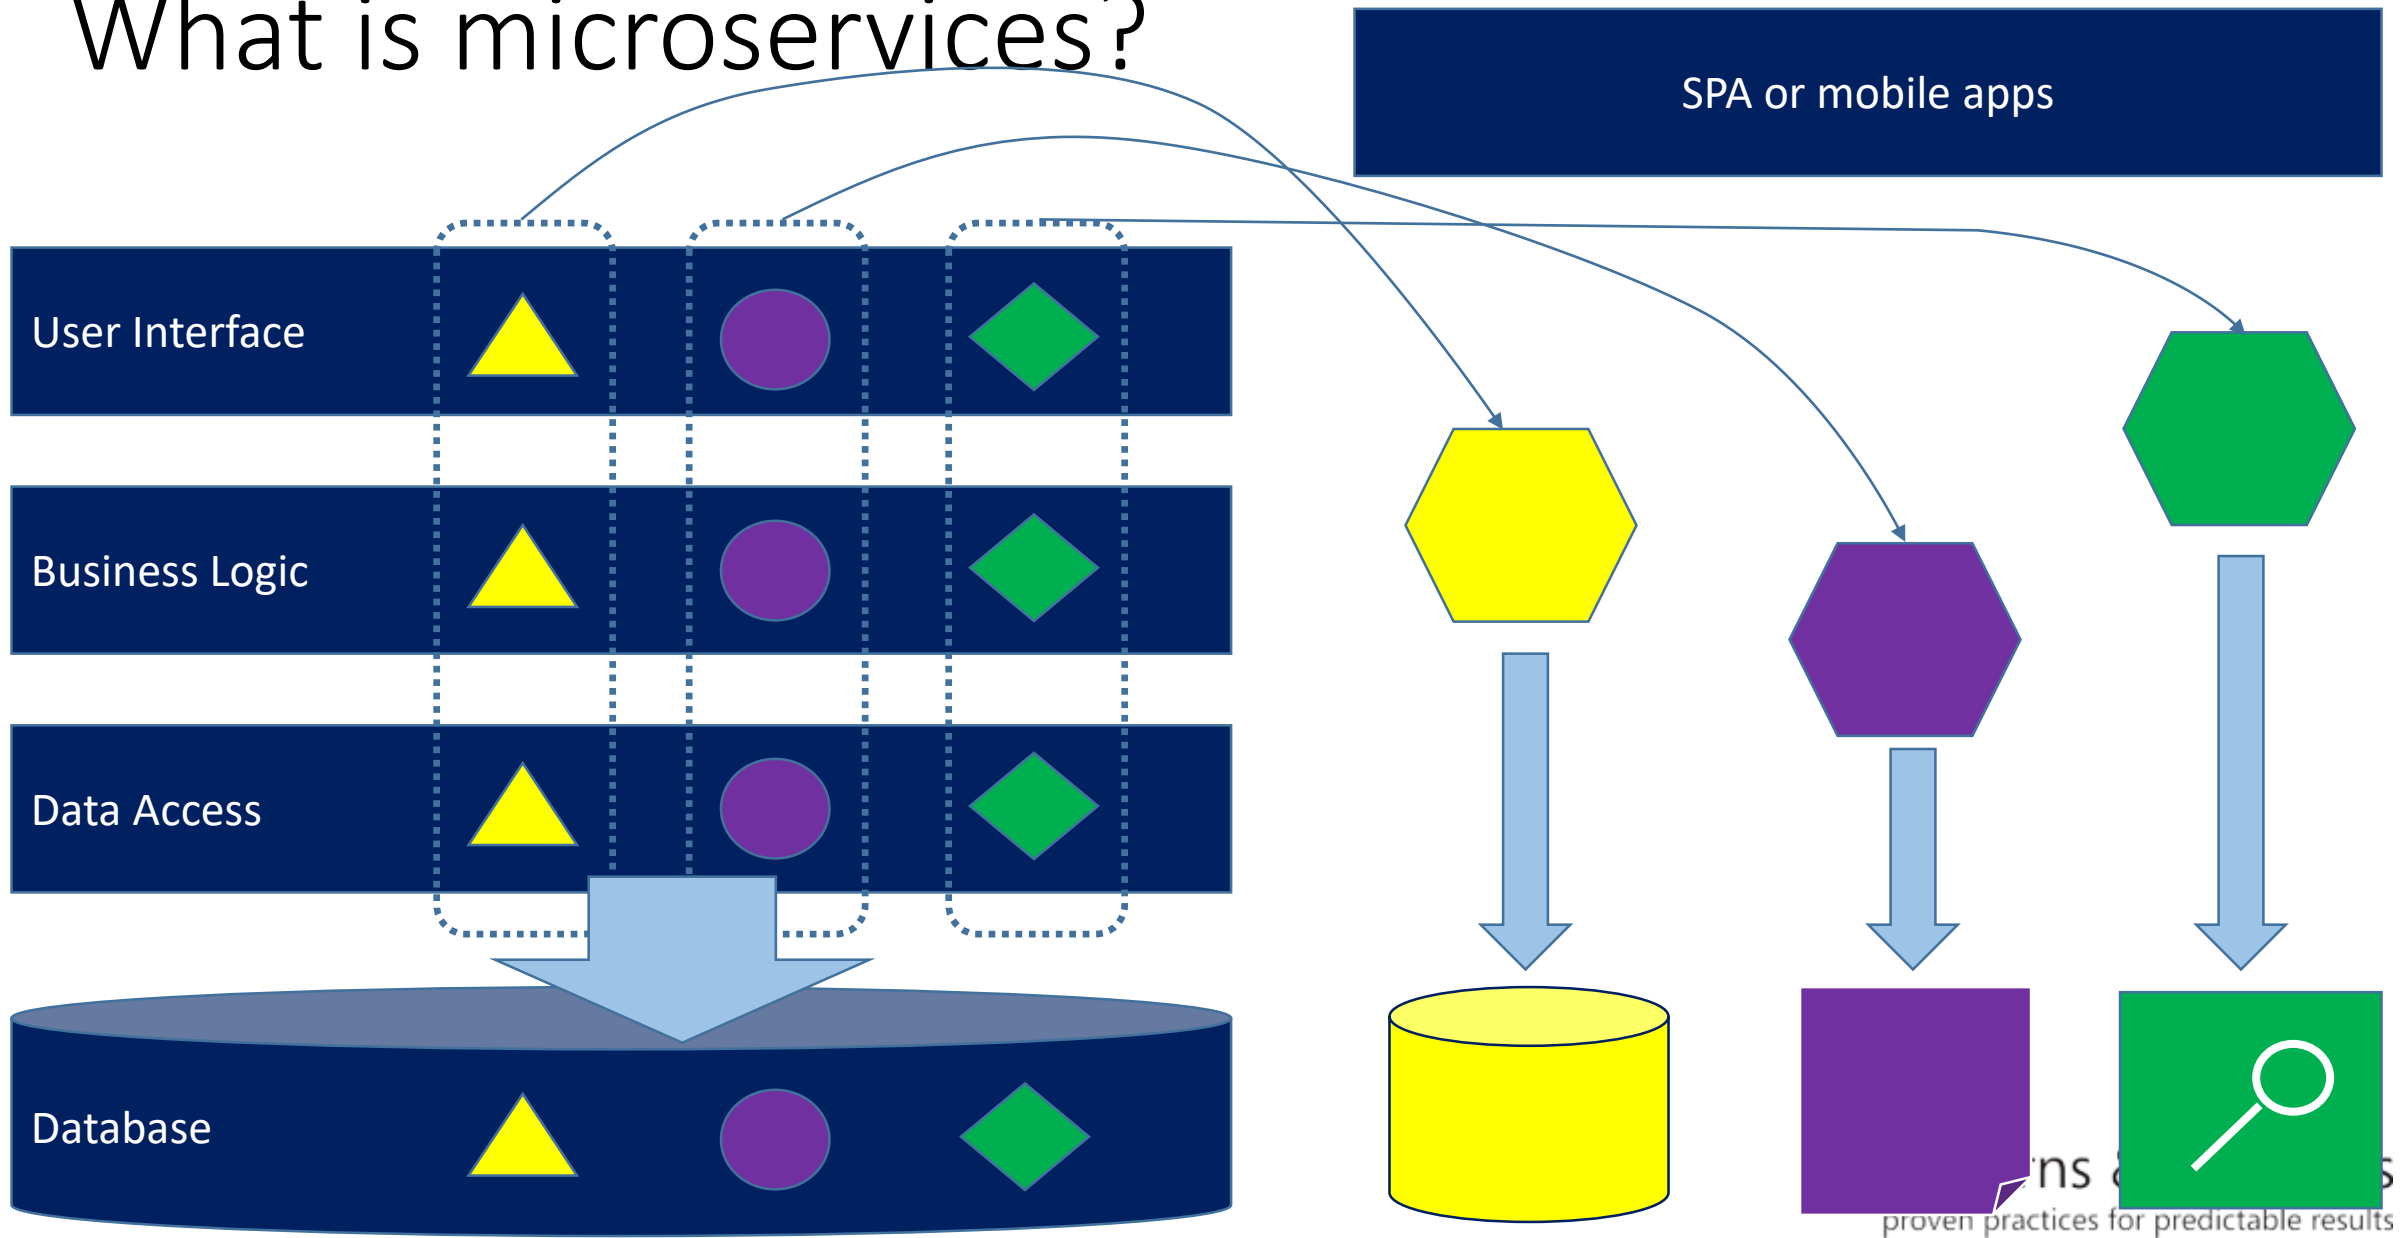 What is microservices?
SPA or mobile apps
User Interface
Business Logic
Data Access
Database
proven practices for predictable results